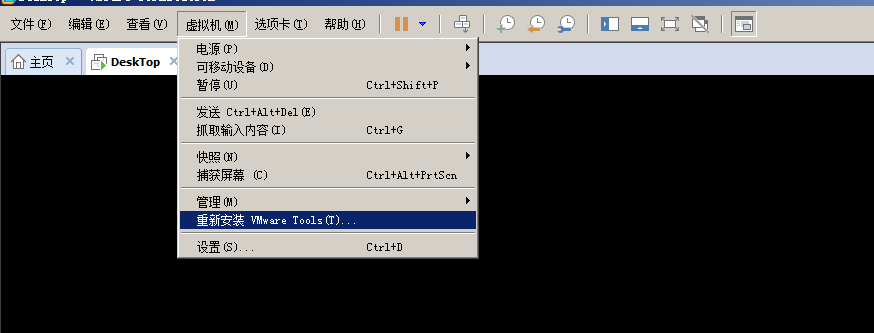 文件(F) 编辑(E) 查看(V) 虚拟机(M) 选项卡(T) 帮助(H)
主页 DeskTop
电源(P)
可移动设备(D)
暂停(U) Ctrl+Shift+P
发送 Ctrl+Alt+Del(E)
抓取输入内容(I) Ctrl+G
快照(N)
捕获屏幕 (C) Ctrl+Alt+PrtScn
管理(M)
重新安装 VMware Tools(T)...
设置(S)... Ctrl+D